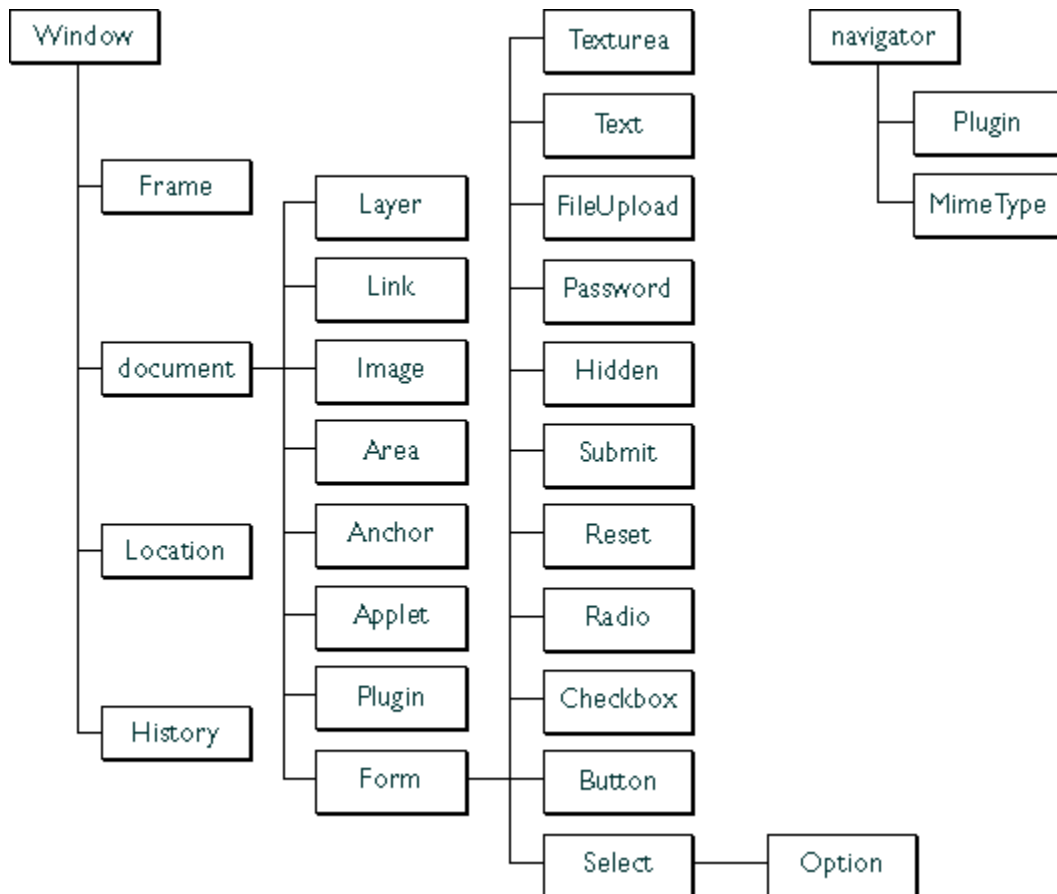 Window
Frame
document
Location
History
Layer
Link
Image
Area
Anchor
Applet
Plugin
Form
Texturea
Text
FileUpload
Password
Hidden
Submit
Reset
Radio
Checkbox
Button
Select
Option
navigator
Plugin
MimeType